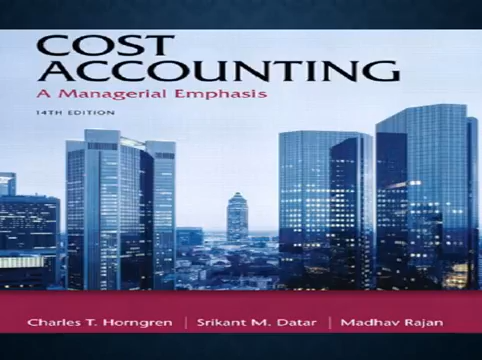 COST
ACCOUNTING
A Managerial Emphasis
14TH EDITION
Charles T. Horngren | Srikant M. Datar | Madhav Rajan